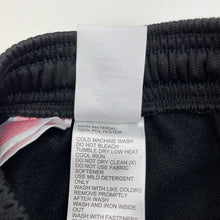 MAIN MATERIAL
100% POLYESTER
COLD MACHINE WASH
DO NOT BLEACH
TUMBLE DRY LOW HEAT
COOL IRON
DO NOT DRY CLEAN (X)
DO NOT USE FABRIC
SOFTENER
USE MILD DETERGENT
ONLY
WASH WITH LIKE COLORS
REMOVE PROMPTLY
AFTER WASH
WASH AND IRON INSIDE
OUT
WASH WITH FASTENERS